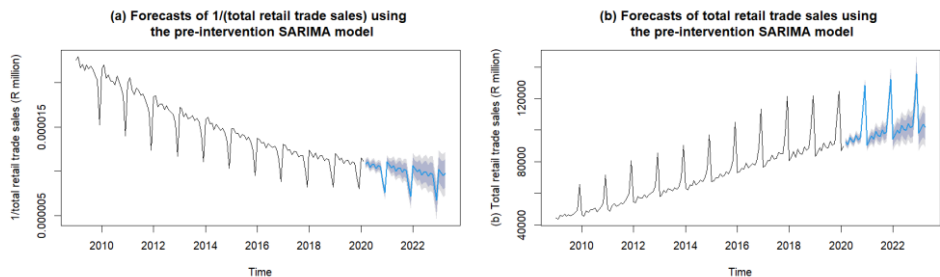 (a) Forecasts of 1/(total retail trade sales) using
the pre-intervention SARIMA model
1/total retail trade sales (R million)
0.000015
0.000005
2010 2012 2014 2016 2018 2020 2022
Time
(b) Forecasts of total retail trade sales using
the pre-intervention SARIMA model
(b) Total retail trade sales (R million)
120000
80000
40000
2010 2012 2014 2016 2018 2020 2022
Time